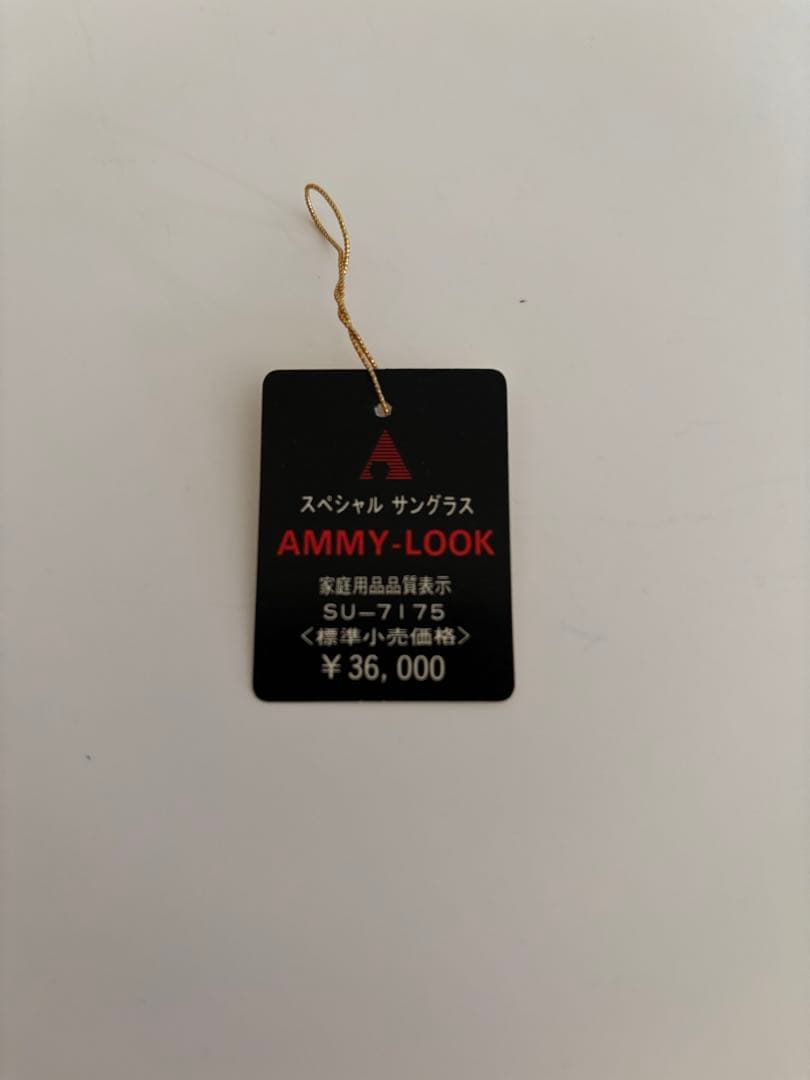 スペシャル サングラス
AMMY-LOOK
家庭用品品質表示
SU-7175
<標準小売価格>
¥36,000